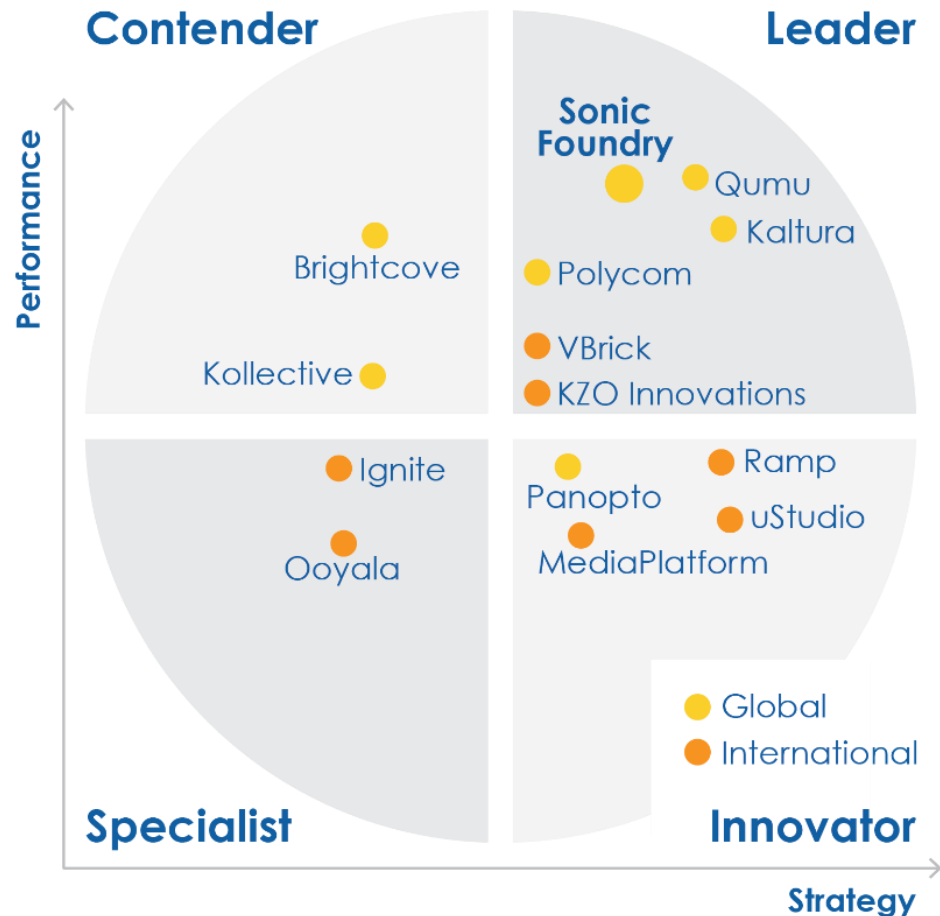 Contender
Leader
Performance
Sonic
Foundry
Qumu
Kaltura
Brightcove
Polycom
VBrick
Kollective
KZO Innovations
Ignite
Ramp
Panopto
uStudio
Ooyala
MediaPlatform
Global
International
Specialist
Innovator
Strategy